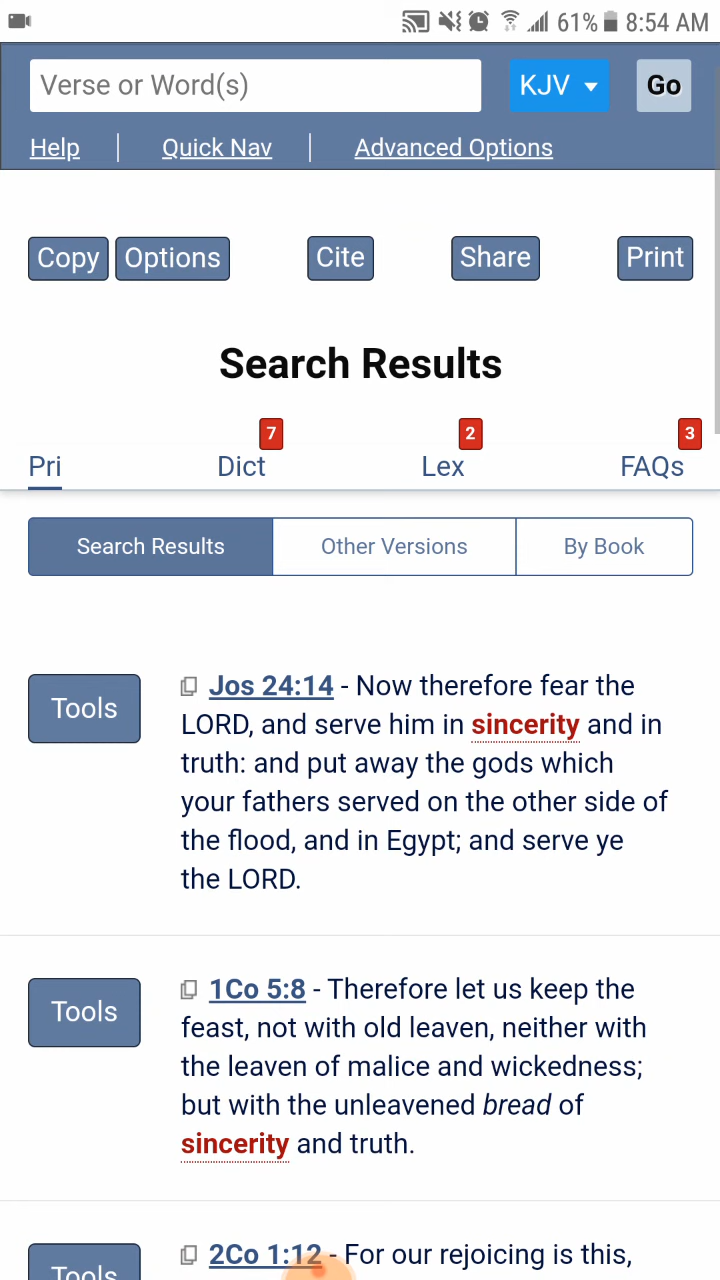 61% 8:54 AM
Verse or Word(s) KJV Go
Help Quick Nav Advanced Options
Copy Options Cite Share Print
Search Results
7 2 3
Pri Dict Lex FAQs
Search Results Other Versions By Book
Tools
Jos 24:14 - Now therefore fear the
LORD, and serve him in sincerity and in
truth: and put away the gods which
your fathers served on the other side of
the flood, and in Egypt; and serve ye
the LORD.
Tools
1Co 5:8 - Therefore let us keep the
feast, not with old leaven, neither with
the leaven of malice and wickedness;
but with the unleavened bread of
sincerity and truth.
Tools
2Co 1:12 - For our rejoicing is this,